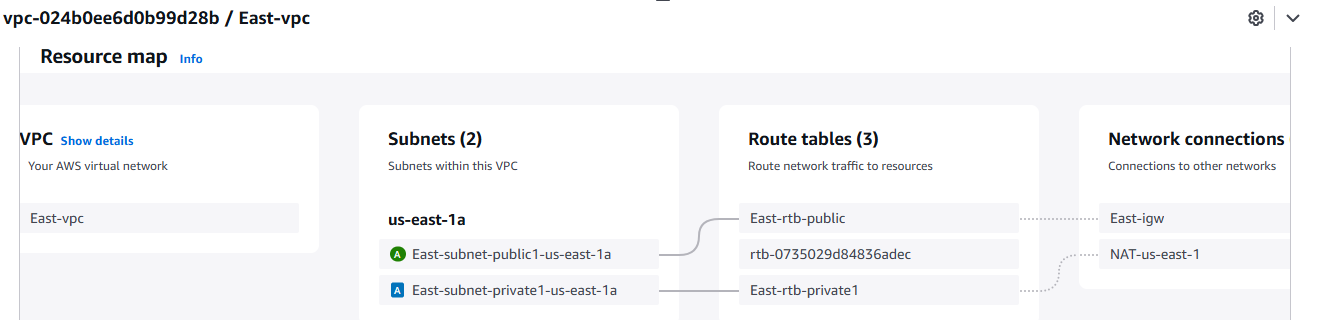 vpc-024b0ee6d0b99d28b / East-vpc
Resource map Info
VPC Show details
Your AWS virtual network
East-vpc
Subnets (2)
Subnets within this VPC
us-east-1a
A East-subnet-public1-us-east-1a
A East-subnet-private1-us-east-1a
Route tables (3)
Route network traffic to resources
East-rtb-public
rtb-0735029d84836adec
East-rtb-private1
Network connections
Connections to other networks
East-igw
NAT-us-east-1